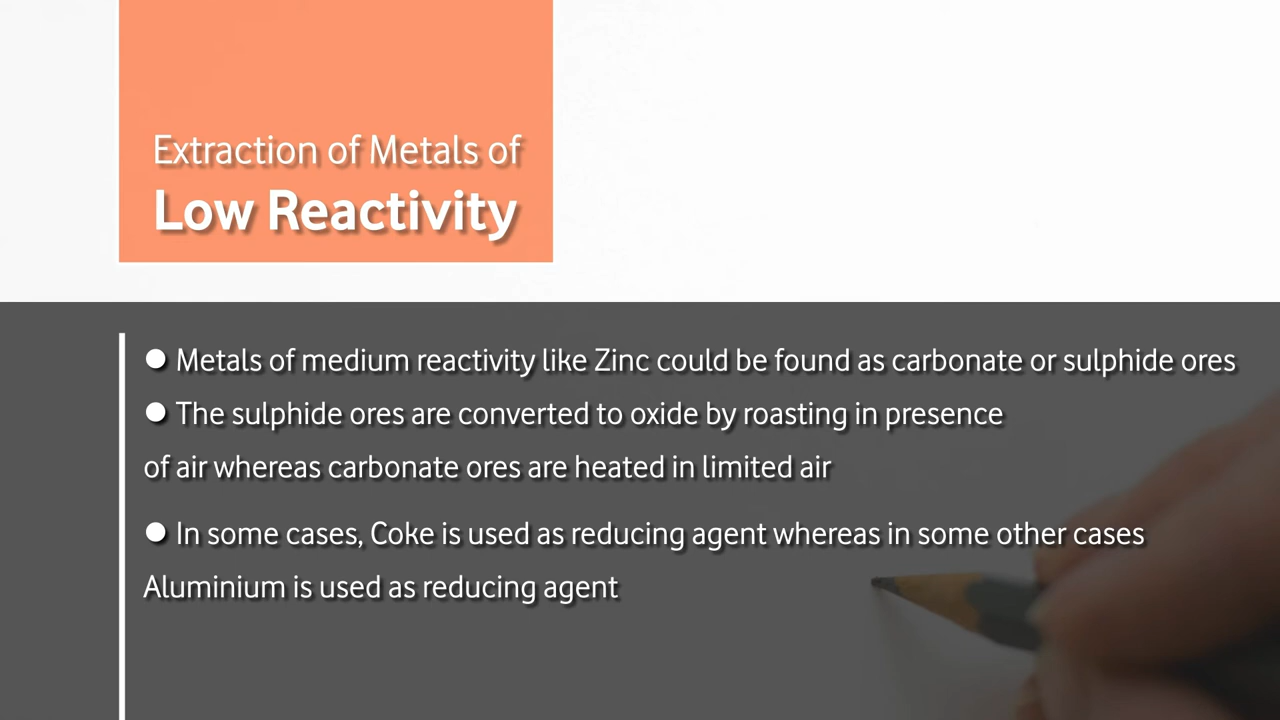 Extraction of Metals of
Low Reactivity
● Metals of medium reactivity like Zinc could be found as carbonate or sulphide ores
● The sulphide ores are converted to oxide by roasting in presence
of air whereas carbonate ores are heated in limited air
● In some cases, Coke is used as reducing agent whereas in some other cases
Aluminium is used as reducing agent